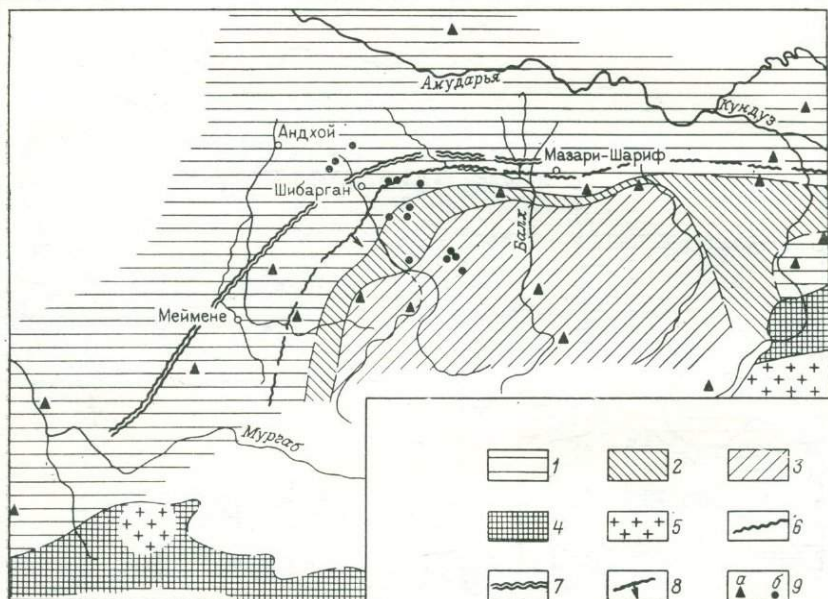 Амударья
Кундуз
Андхой
Мазари-Шариф
Шибарган
Балх
Меймене
Мургаб
1 2 3
4 5 6
7 8 а б 9